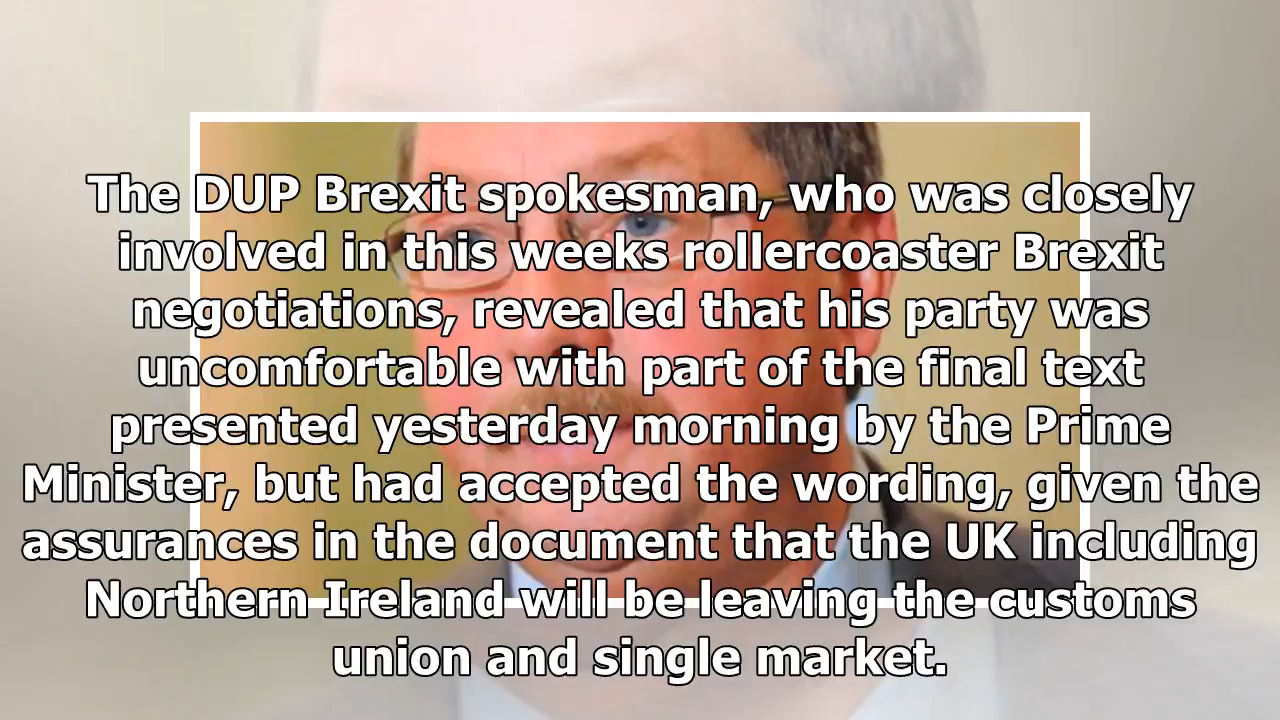 The DUP Brexit spokesman, who was closely
involved in this weeks rollercoaster Brexit
negotiations, revealed that his party was
uncomfortable with part of the final text
presented yesterday morning by the Prime
Minister, but had accepted the wording, given the
assurances in the document that the UK including
Northern Ireland will be leaving the customs
union and single market.